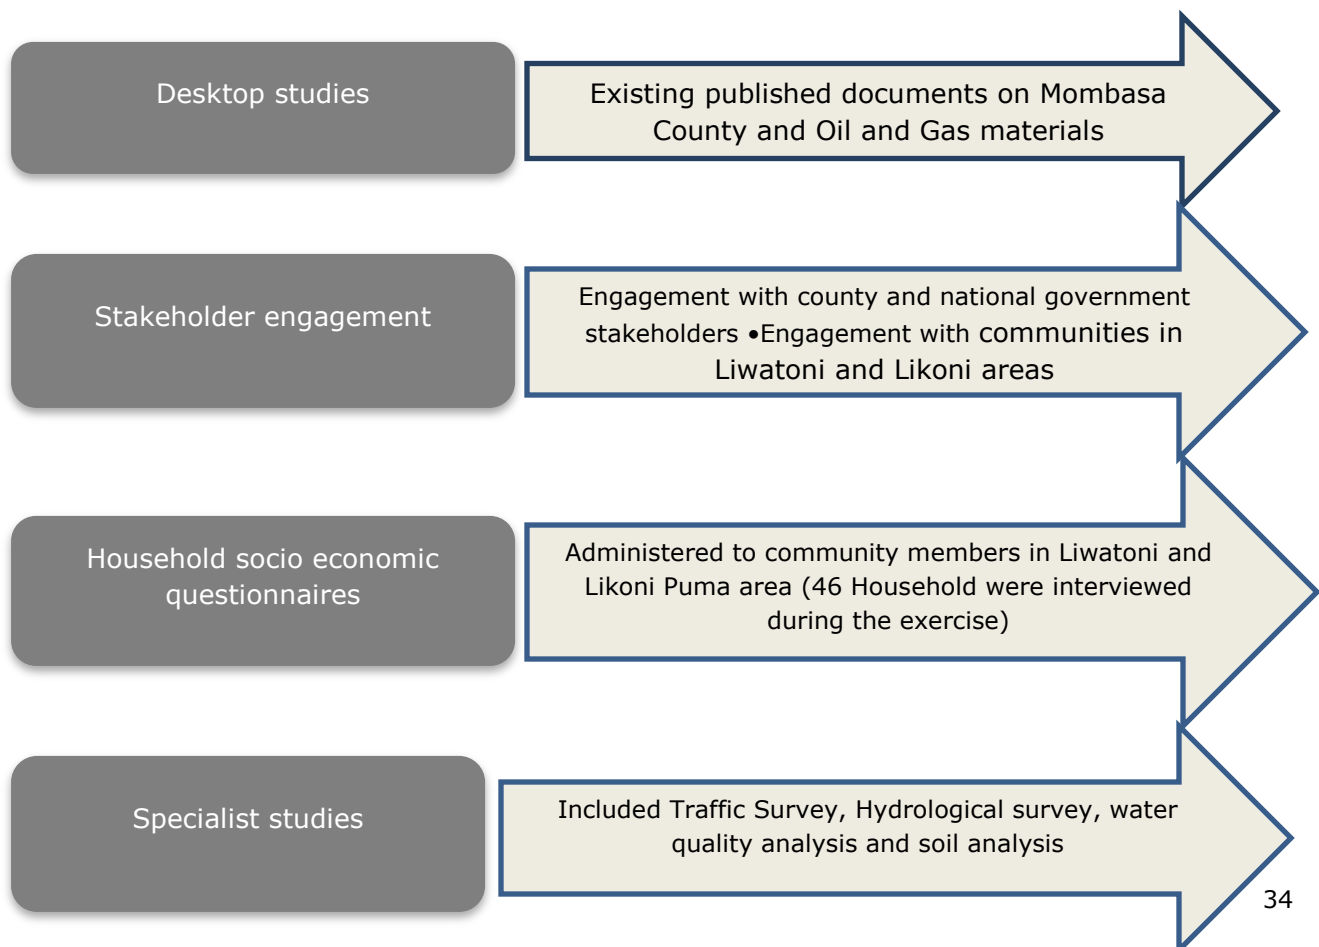 Desktop studies
Existing published documents on Mombasa
County and Oil and Gas materials
Stakeholder engagement
Engagement with county and national government
stakeholders •Engagement with communities in
Liwatoni and Likoni areas
Household socio economic
questionnaires
Administered to community members in Liwatoni and
Likoni Puma area (46 Household were interviewed
during the exercise)
Specialist studies
Included Traffic Survey, Hydrological survey, water
quality analysis and soil analysis
34